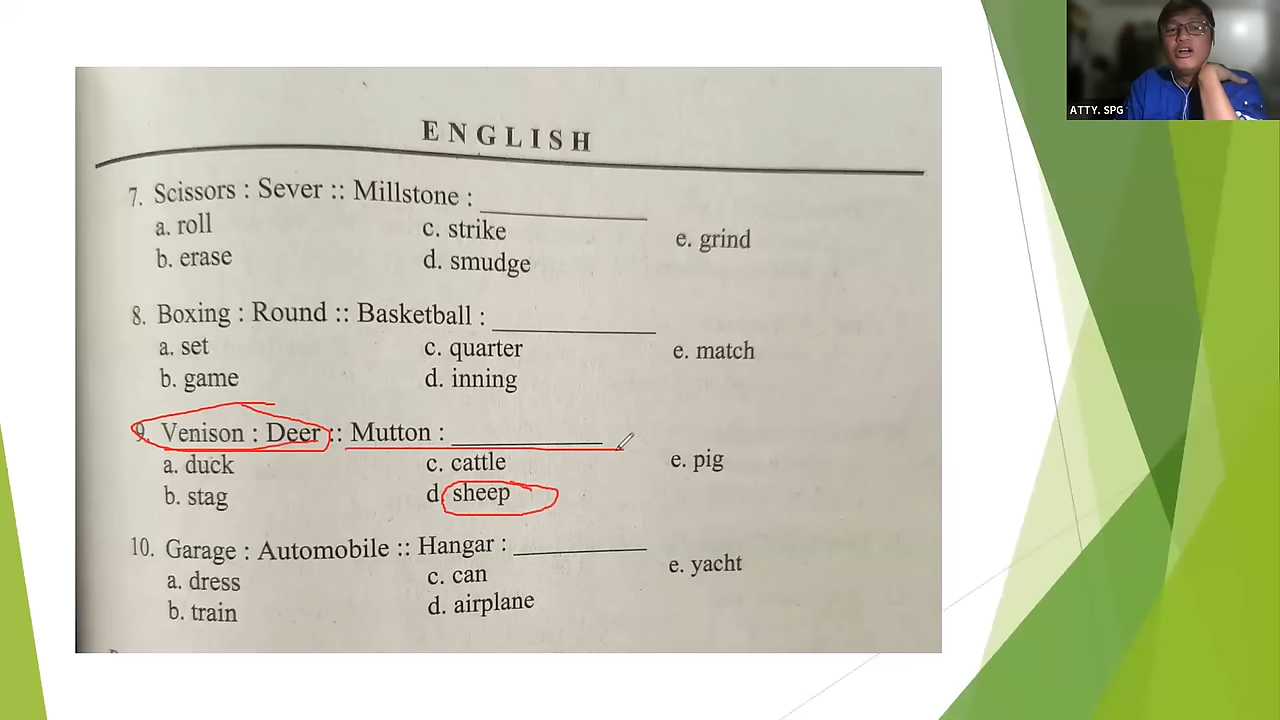 ATTY. SPG
ENGLISH
7. Scissors : Sever :: Millstone : ____________
a. roll c. strike e. grind
b. erase d. smudge
8. Boxing : Round :: Basketball : ____________
a. set c. quarter e. match
b. game d. inning
9. Venison : Deer :: Mutton : ____________
a. duck c. cattle e. pig
b. stag d. sheep
10. Garage : Automobile :: Hangar : ____________
a. dress c. can e. yacht
b. train d. airplane